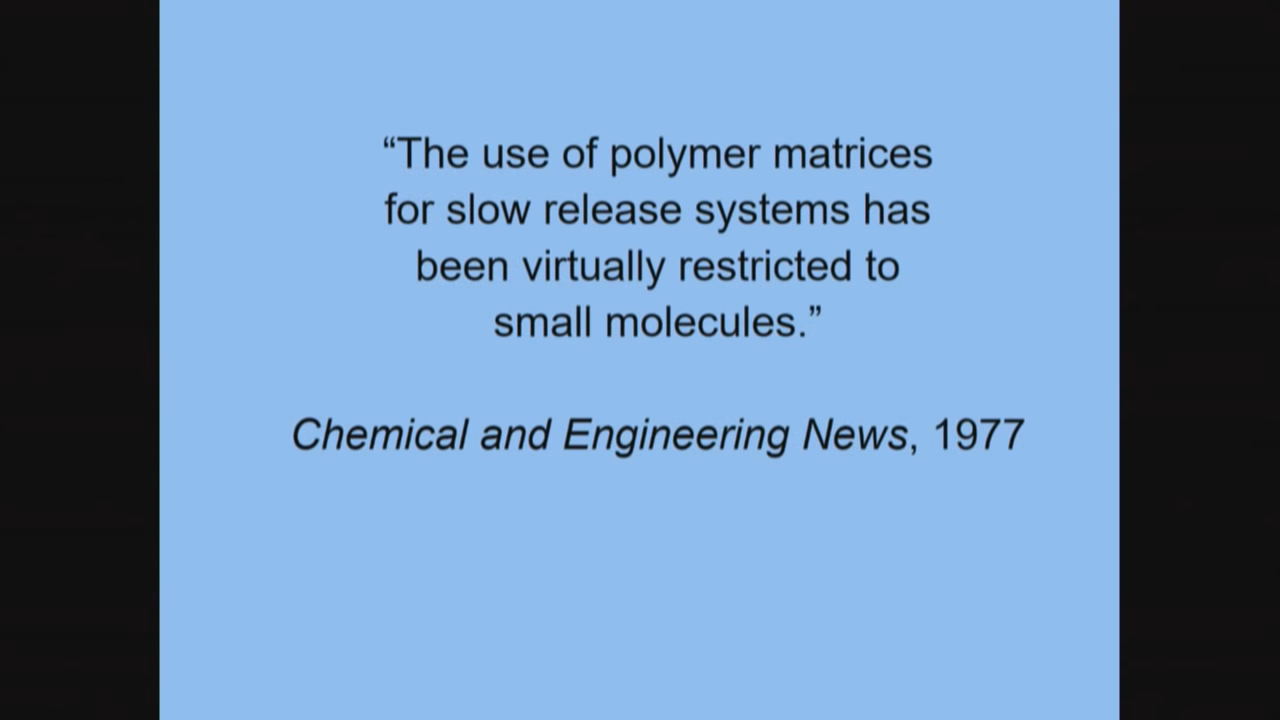 “The use of polymer matrices
for slow release systems has
been virtually restricted to
small molecules.”
Chemical and Engineering News, 1977